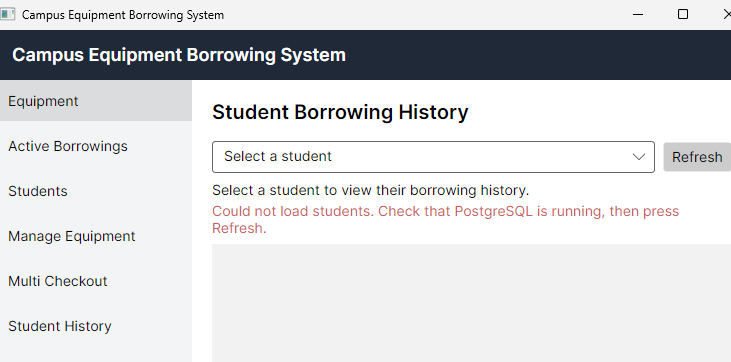 Campus Equipment Borrowing System
Campus Equipment Borrowing System
Equipment
Active Borrowings
Students
Manage Equipment
Multi Checkout
Student History
Student Borrowing History
Select a student
Refresh
Select a student to view their borrowing history.
Could not load students. Check that PostgreSQL is running, then press
Refresh.